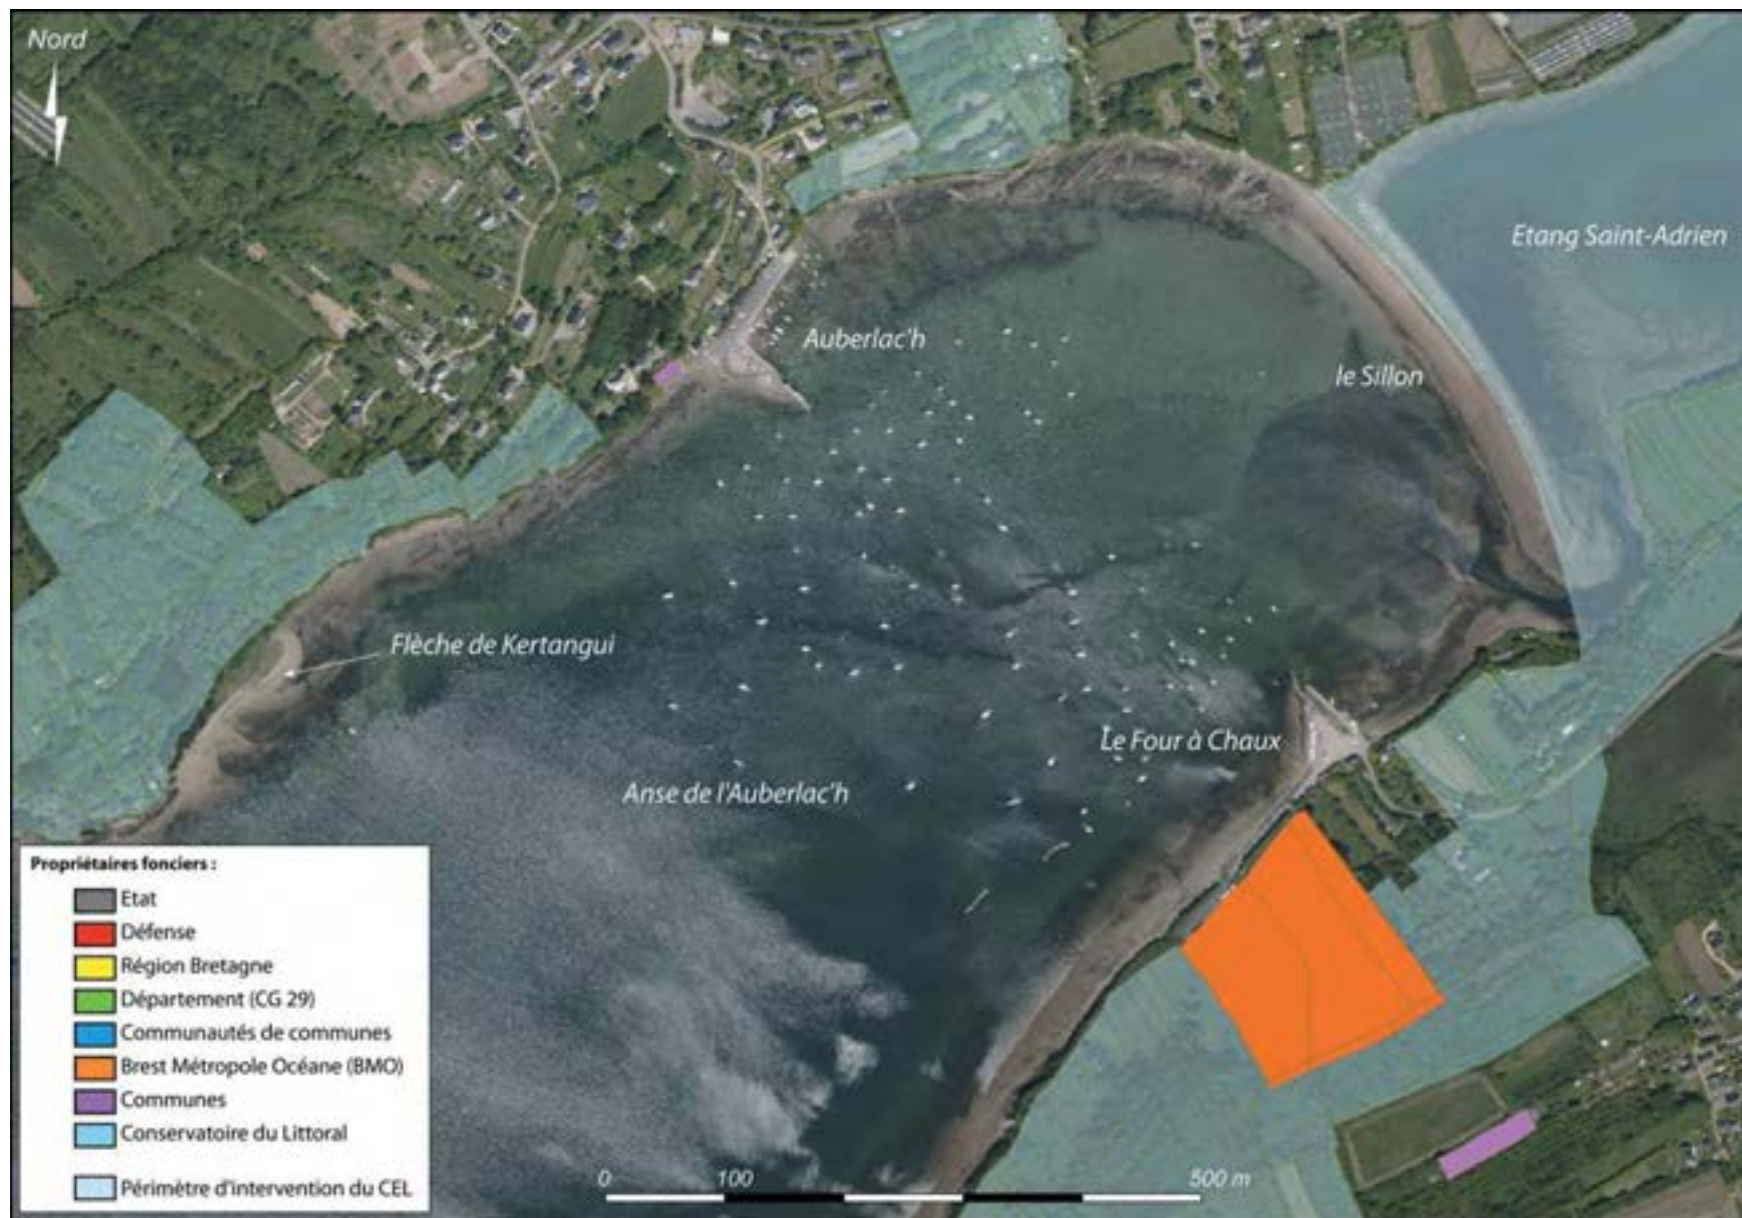 Nord
Etang Saint-Adrien
Auberlac'h
le Sillon
Flèche de Kertangui
Le Four à Chaux
Anse de l'Auberlac'h
Propriétaires fonciers :
Etat
Défense
Région Bretagne
Département (CG 29)
Communautés de communes
Brest Métropole Océane (BMO)
Communes
Conservatoire du Littoral
Périmètre d'intervention du CEL
0 100 500 m